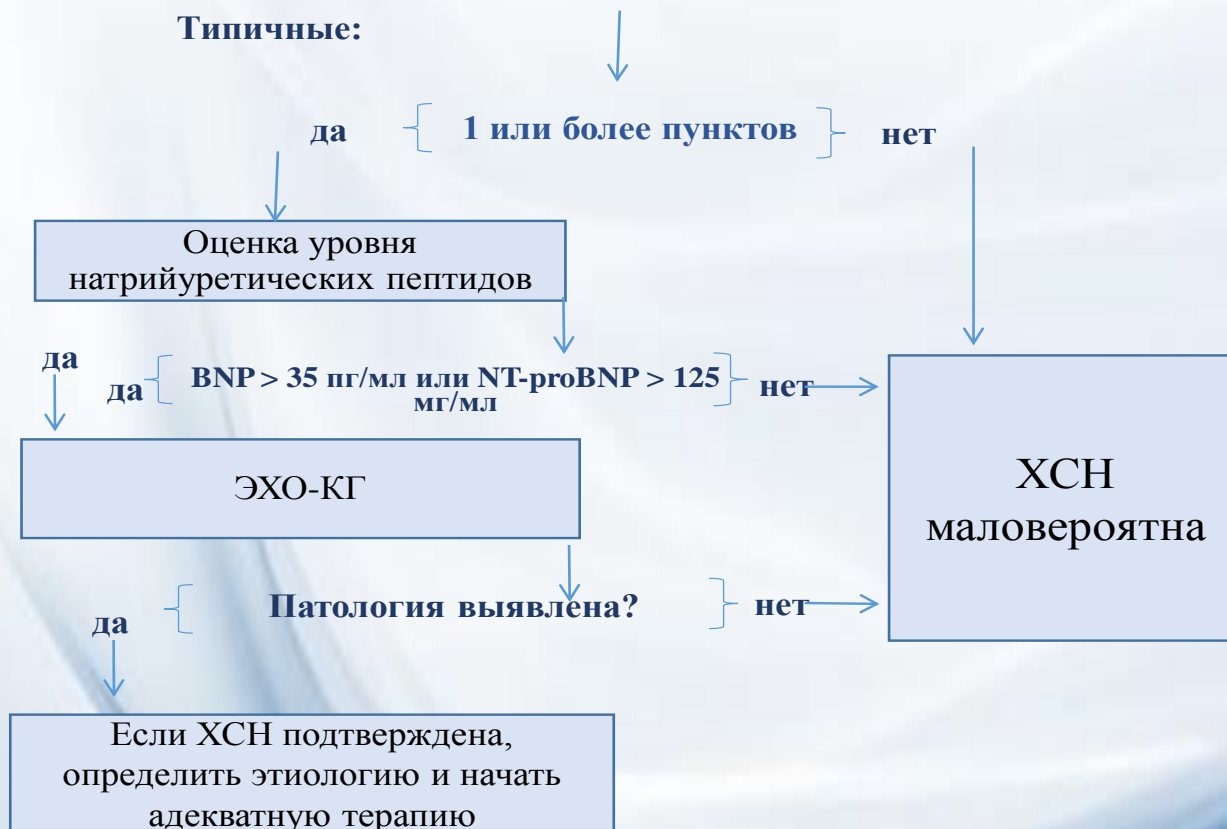 Типичные:
да 1 или более пунктов нет
Оценка уровня
натрийуретических пептидов
да
да BNP > 35 пг/мл или NT-proBNP > 125 нет
мг/мл
ЭХО-КГ
ХСН
маловероятна
Патология выявлена? нет
да
Если ХСН подтверждена,
определить этиологию и начать
адекватную терапию